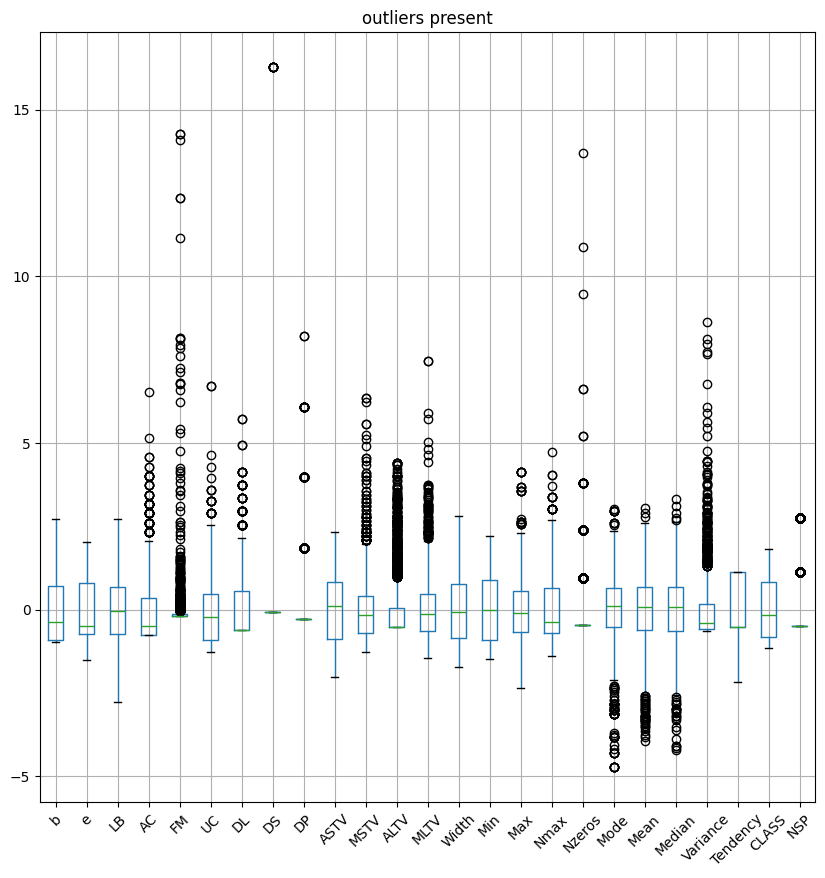 outliers present
15
10
5
0
−5
b e LB AC FM UC DL DS DP ASTV MSTV ALTV MLTV Width Min Max Nmax Nzeros Mode Mean Median Variance Tendency CLASS NSP